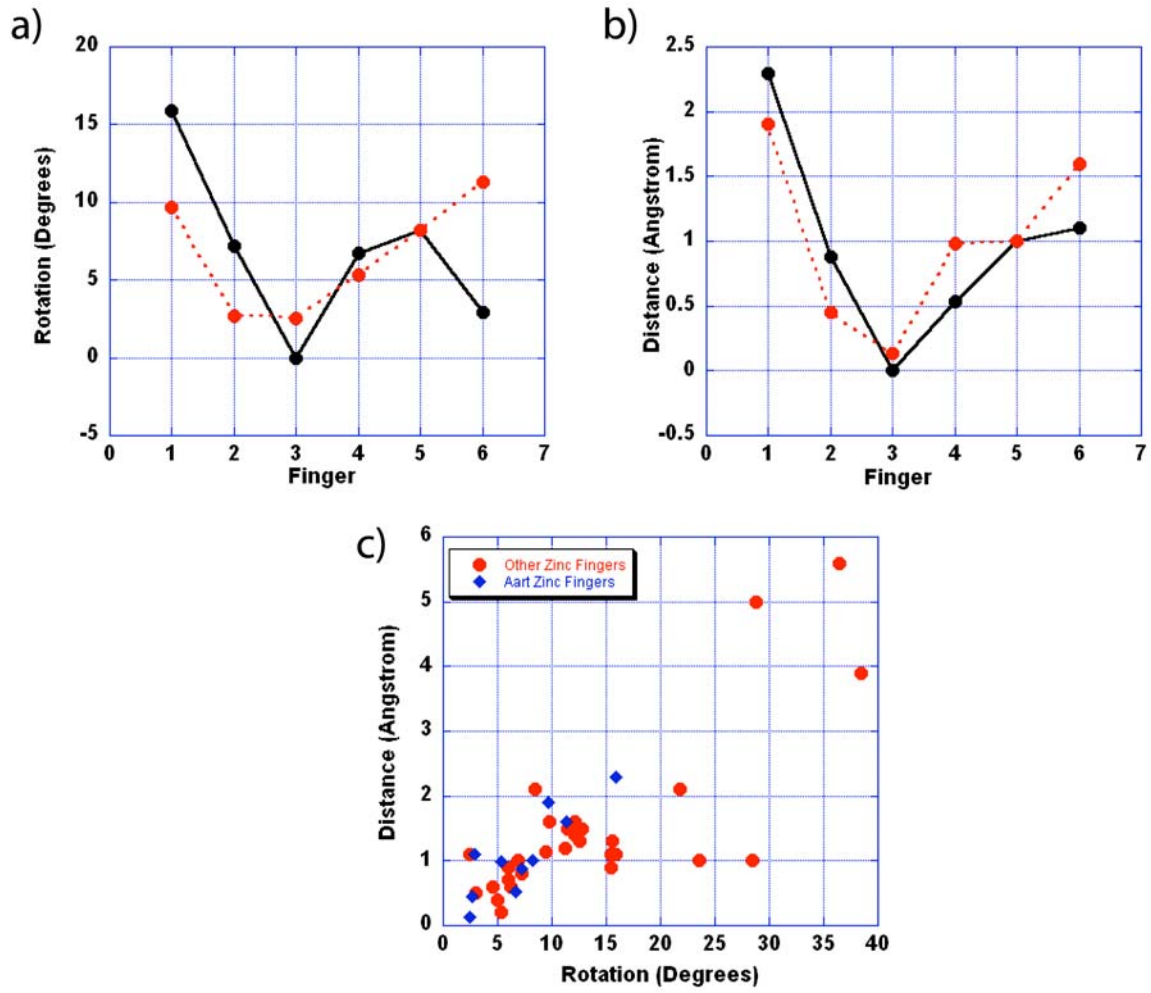 a)
20
15
10
5
0
-5
Rotation (Degrees)
0 1 2 3 4 5 6 7
Finger
b)
2.5
2
1.5
1
0.5
0
-0.5
Distance (Angstrom)
0 1 2 3 4 5 6 7
Finger
c)
6
5
4
3
2
1
0
Distance (Angstrom)
Other Zinc Fingers
Aart Zinc Fingers
0 5 10 15 20 25 30 35 40
Rotation (Degrees)